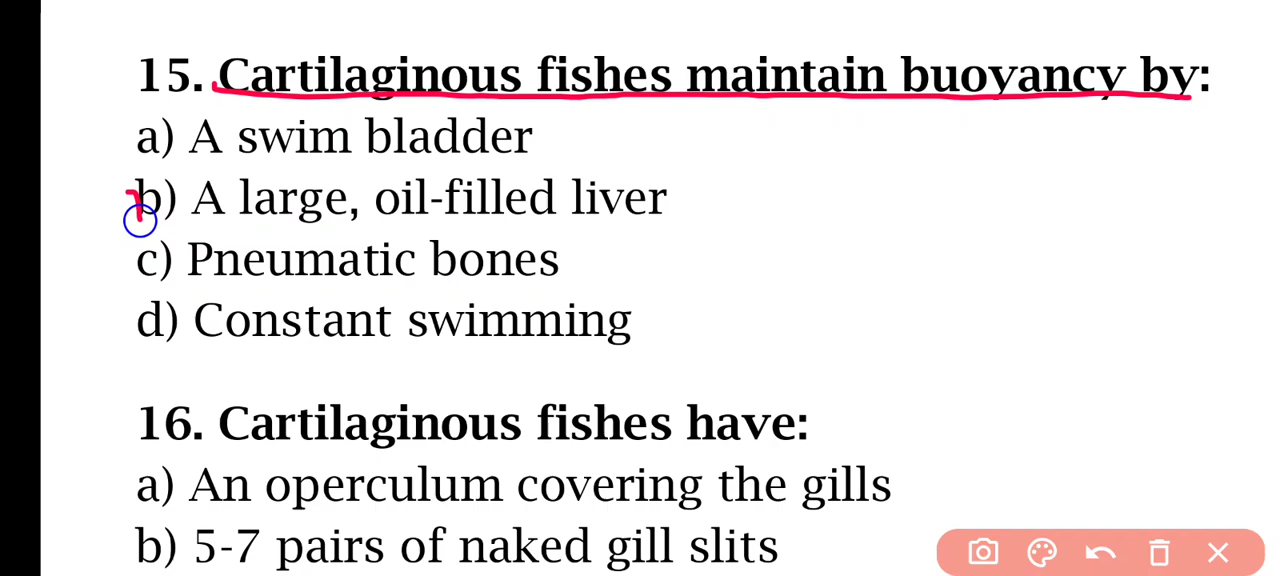 15. Cartilaginous fishes maintain buoyancy by:
a) A swim bladder
b) A large, oil-filled liver
c) Pneumatic bones
d) Constant swimming
16. Cartilaginous fishes have:
a) An operculum covering the gills
b) 5-7 pairs of naked gill slits